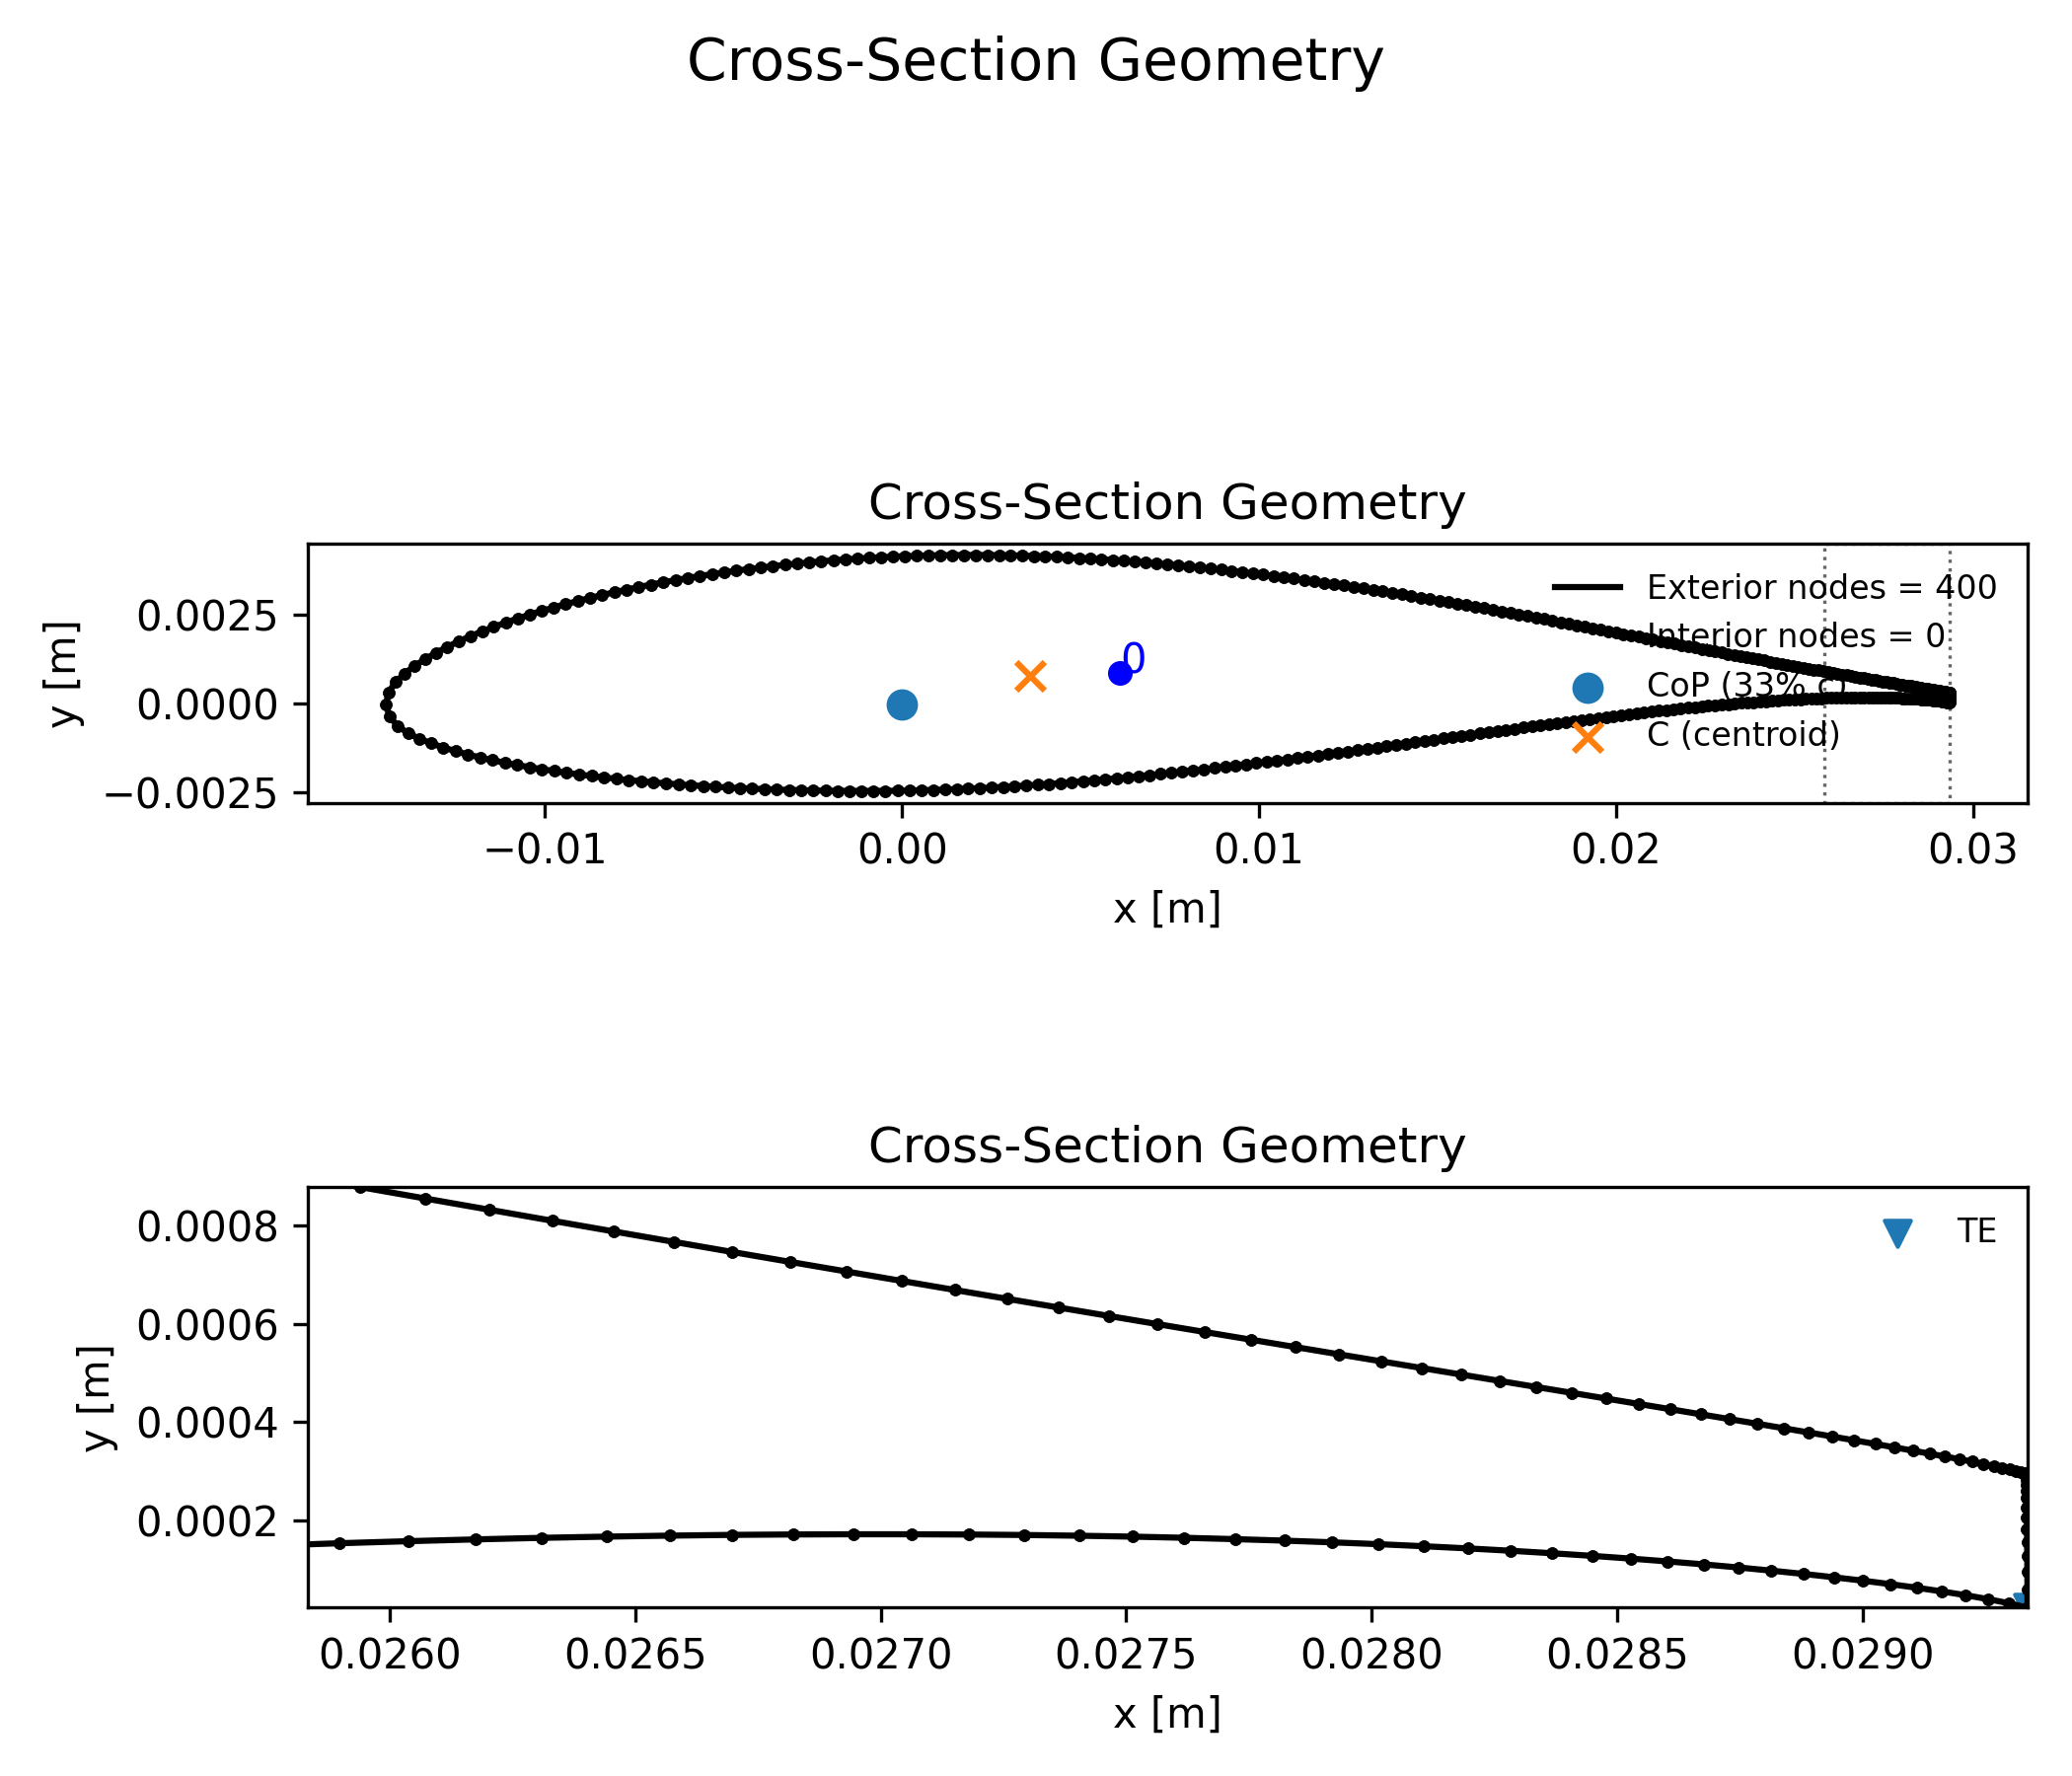 Cross-Section Geometry
Cross-Section Geometry
y [m]
0.0025
0.0000
−0.0025
0
Exterior nodes = 400
Interior nodes = 0
CoP (33% c)
C (centroid)
−0.01 0.00 0.01 0.02 0.03
x [m]
Cross-Section Geometry
y [m]
0.0008
0.0006
0.0004
0.0002
TE
0.0260 0.0265 0.0270 0.0275 0.0280 0.0285 0.0290
x [m]